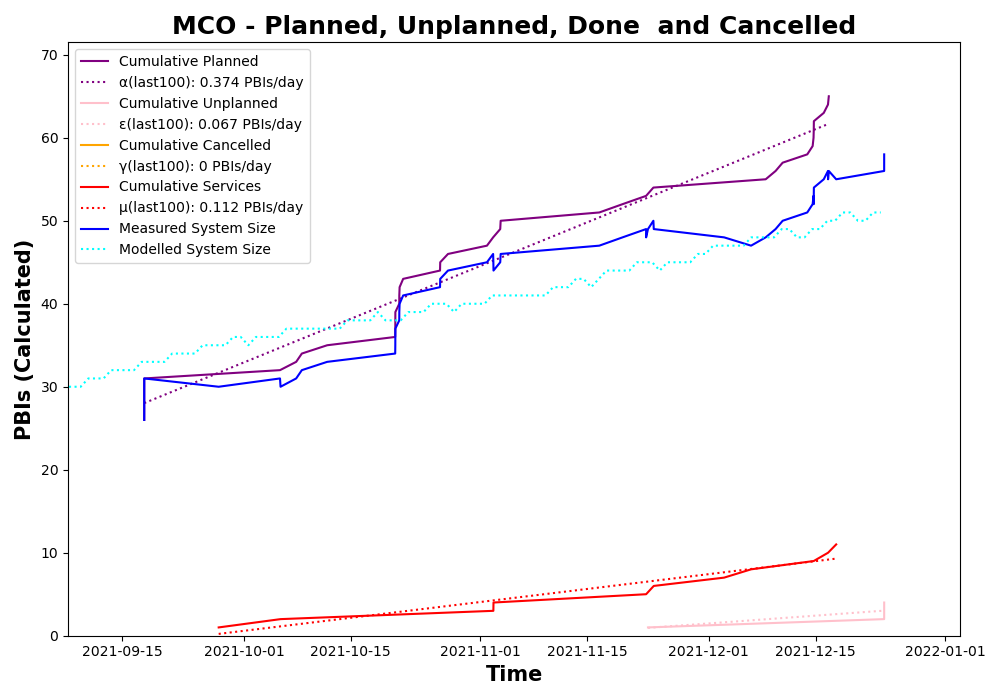 MCO - Planned, Unplanned, Done  and Cancelled
Cumulative Planned
α(last100): 0.374 PBIs/day
Cumulative Unplanned
ε(last100): 0.067 PBIs/day
Cumulative Cancelled
γ(last100): 0 PBIs/day
Cumulative Services
μ(last100): 0.112 PBIs/day
Measured System Size
Modelled System Size
PBIs (Calculated)
70
60
50
40
30
20
10
0
2021-09-15 2021-10-01 2021-10-15 2021-11-01 2021-11-15 2021-12-01 2021-12-15 2022-01-01
Time